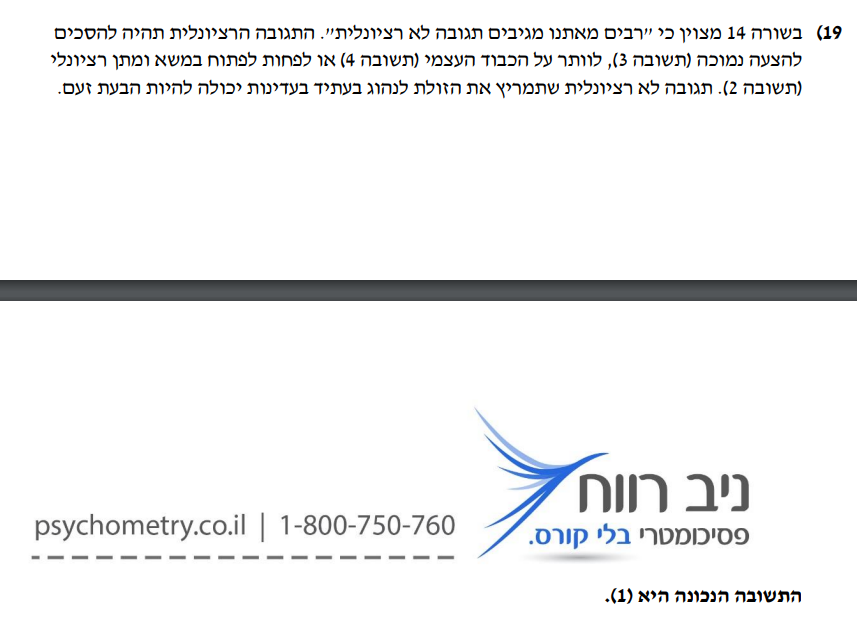 19) בשורה 14 מצוין כי "רבים מאתנו מגיבים תגובה לא רציונלית". התגובה הרציונלית תהיה להסכים
להצעה נמוכה (תשובה 3), לוותר על הכבוד העצמי (תשובה 4) או לפחות לפתוח במשא ומתן רציונלי
(תשובה 2). תגובה לא רציונלית שתמריץ את הזולת לנהוג בעתיד בעדינות יכולה להיות הבעת זעם.
ניב רווח
פסיכומטרי בלי קורס.
psychometry.co.il | 1-800-750-760
התשובה הנכונה היא (1).